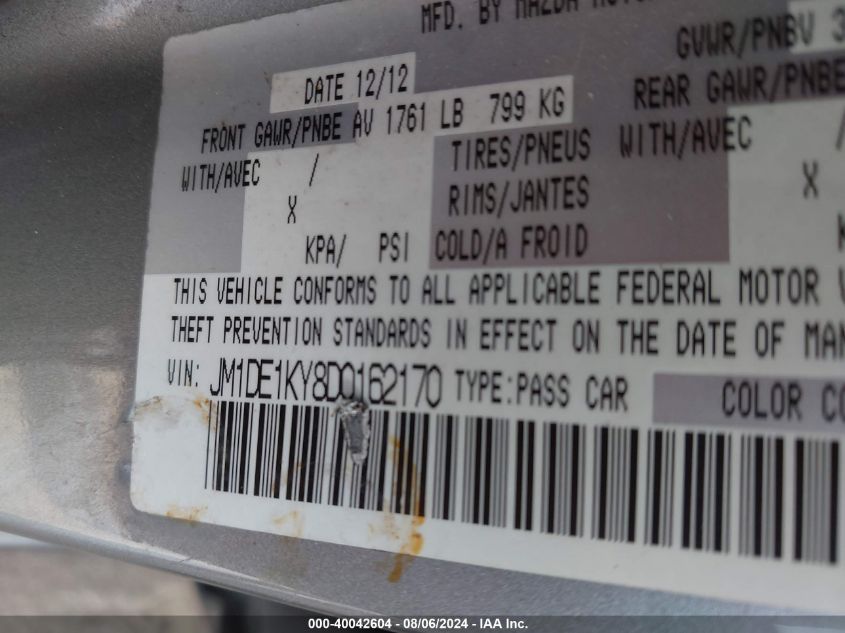 MFD. BY MAZDA
GVWR/PNBV
DATE 12/12
REAR GAWR/PNBE
FRONT GAWR/PNBE AV 1761 LB 799 KG
WITH/AVEC / TIRES/PNEUS WITH/AVEC
X RIMS/JANTES X
KPA/ PSI COLD/A FROID
THIS VEHICLE CONFORMS TO ALL APPLICABLE FEDERAL MOTOR
THEFT PREVENTION STANDARDS IN EFFECT ON THE DATE OF
VIN: JM1DE1KY8D0162170 TYPE:PASS CAR COLOR
000-40042604 - 08/06/2024 - IAA Inc.